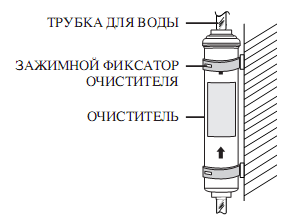 ТРУБКА ДЛЯ ВОДЫ
ЗАЖИМНОЙ ФИКСАТОР
ОЧИСТИТЕЛЯ
ОЧИСТИТЕЛЬ